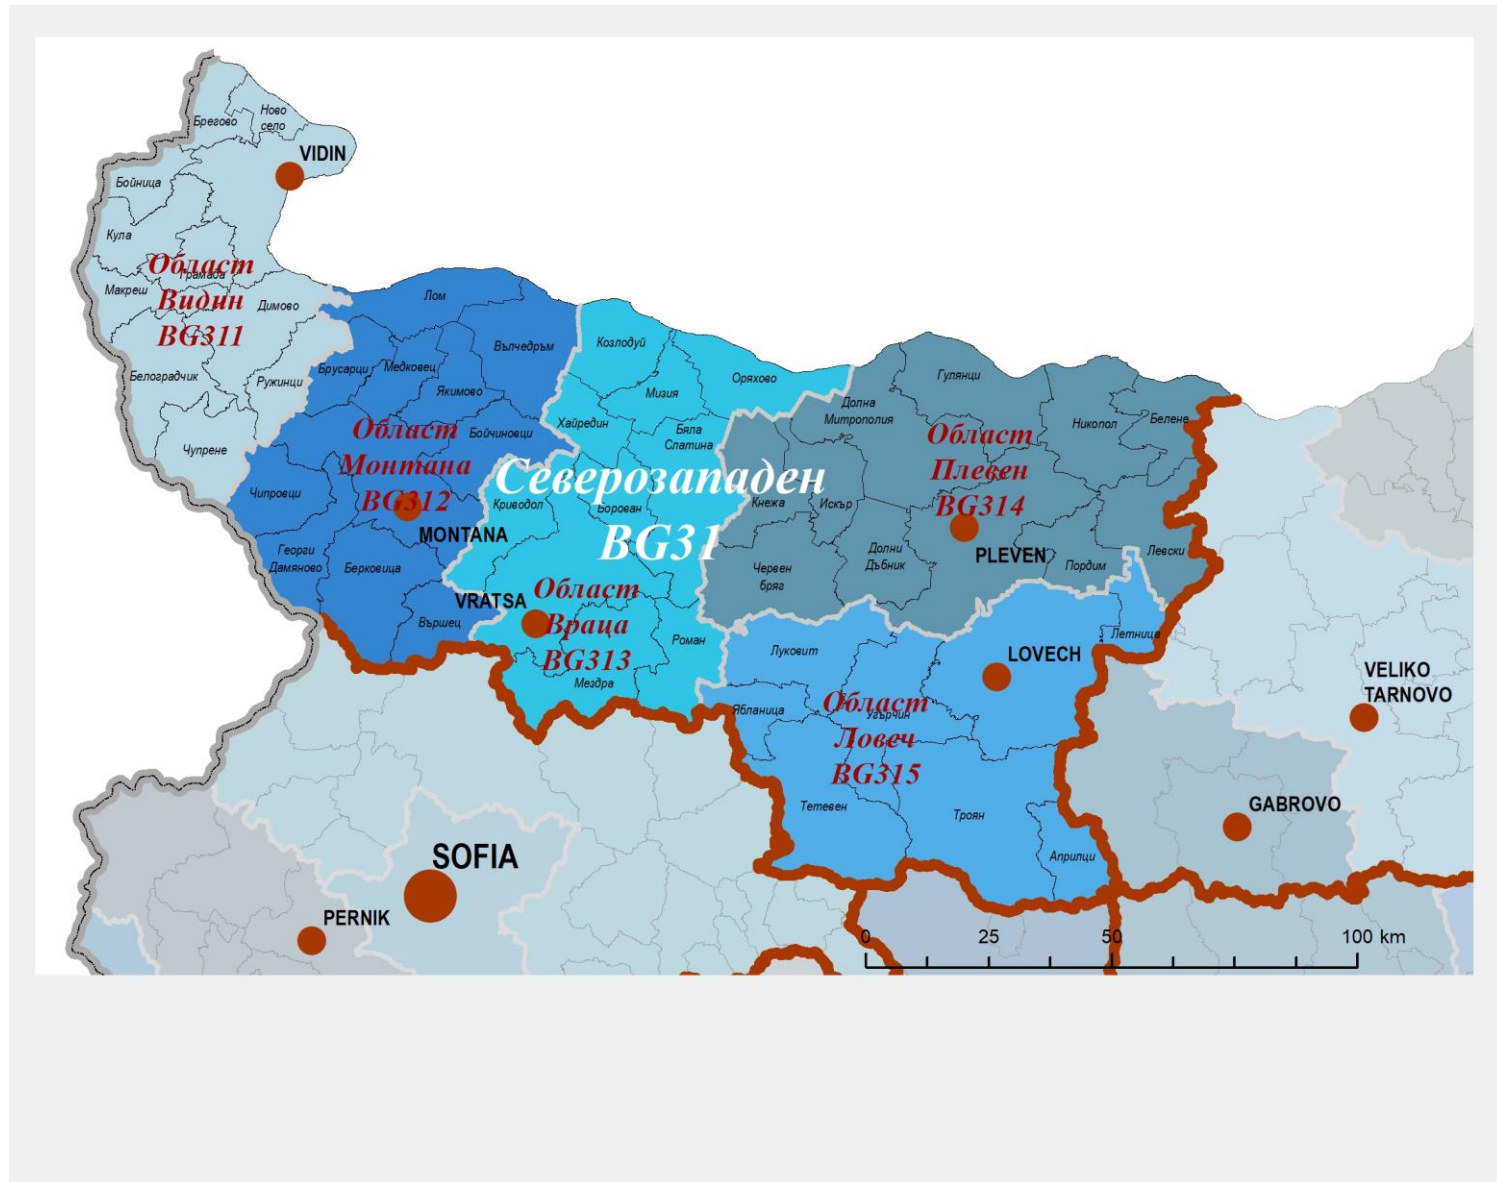 Брегово
Ново
село
VIDIN
Бойница
Кула
Област
Видин
BG311
Грамада
Макреш
Димово
Белоградчик
Ружинци
Чупрене
Лом
Вълчедръм
Брусарци
Медковец
Якимово
Бойчиновци
Област
Монтана
BG312
MONTANA
Чипровци
Георги
Дамяново
Берковица
Вършец
Козлодуй
Мизия
Оряхово
Хайредин
Бяла
Слатина
Северозападен
BG31
Криводол
Борован
VRATSA
Област
Враца
BG313
Роман
Мездра
Гулянци
Долна
Митрополия
Никопол
Белене
Област
Плевен
BG314
PLEVEN
Кнежа
Искър
Долни
Дъбник
Червен
бряг
Пордим
Левски
Луковит
LOVECH
Летница
Ябланица
Угърчин
Област
Ловеч
BG315
Тетевен
Троян
Априлци
VELIKO
TARNOVO
GABROVO
SOFIA
PERNIK
0 25 50 100 km